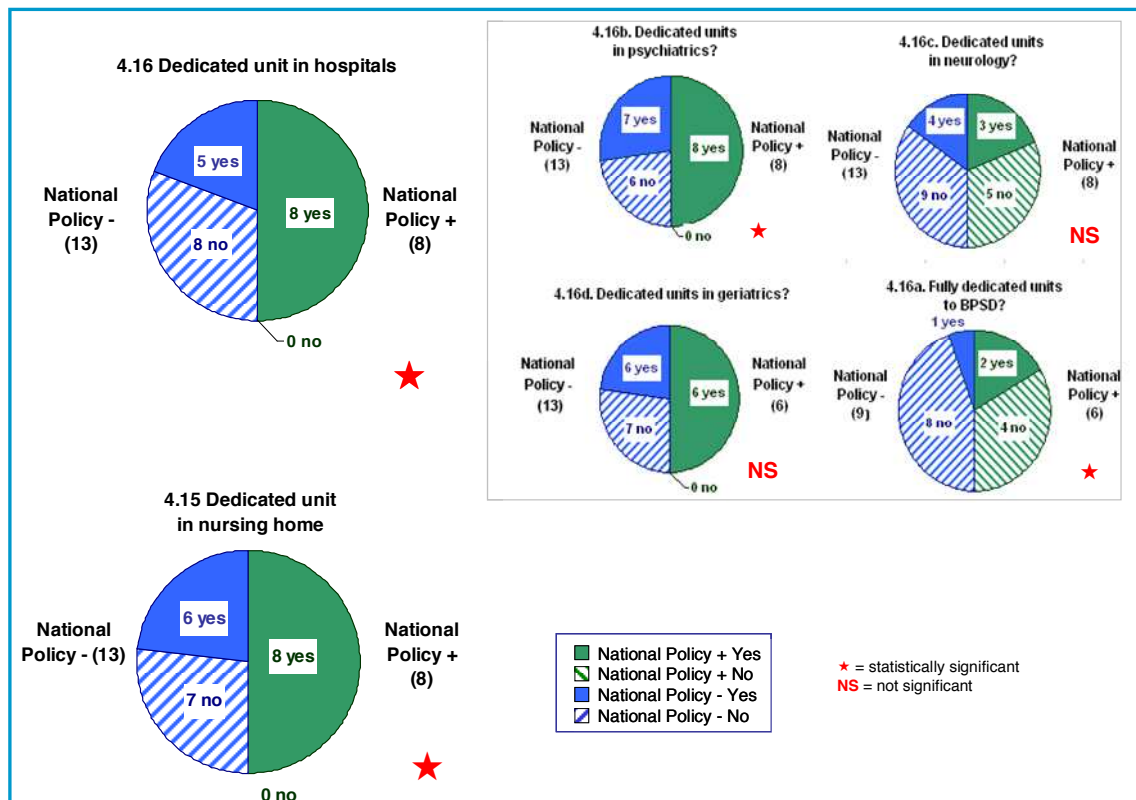 4.16 Dedicated unit in hospitals
National
Policy -
(13)
5 yes
8 no
8 yes
0 no
National
Policy +
(8)
★
4.16b. Dedicated units
in psychiatrics?
National
Policy -
(13)
7 yes
6 no
8 yes
0 no
National
Policy +
(8)
★
4.16c. Dedicated units
in neurology?
National
Policy -
(13)
4 yes
3 yes
9 no
5 no
National
Policy +
(8)
NS
4.16d. Dedicated units in geriatrics?
National
Policy -
(13)
6 yes
7 no
6 yes
0 no
National
Policy +
(6)
NS
4.16a. Fully dedicated units
to BPSD?
1 yes
2 yes
National
Policy -
(9)
8 no
4 no
National
Policy +
(6)
★
4.15 Dedicated unit
in nursing home
National
Policy - (13)
6 yes
7 no
8 yes
0 no
National
Policy +
(8)
★
National Policy + Yes
National Policy + No
National Policy - Yes
National Policy - No
★ = statistically significant
NS = not significant